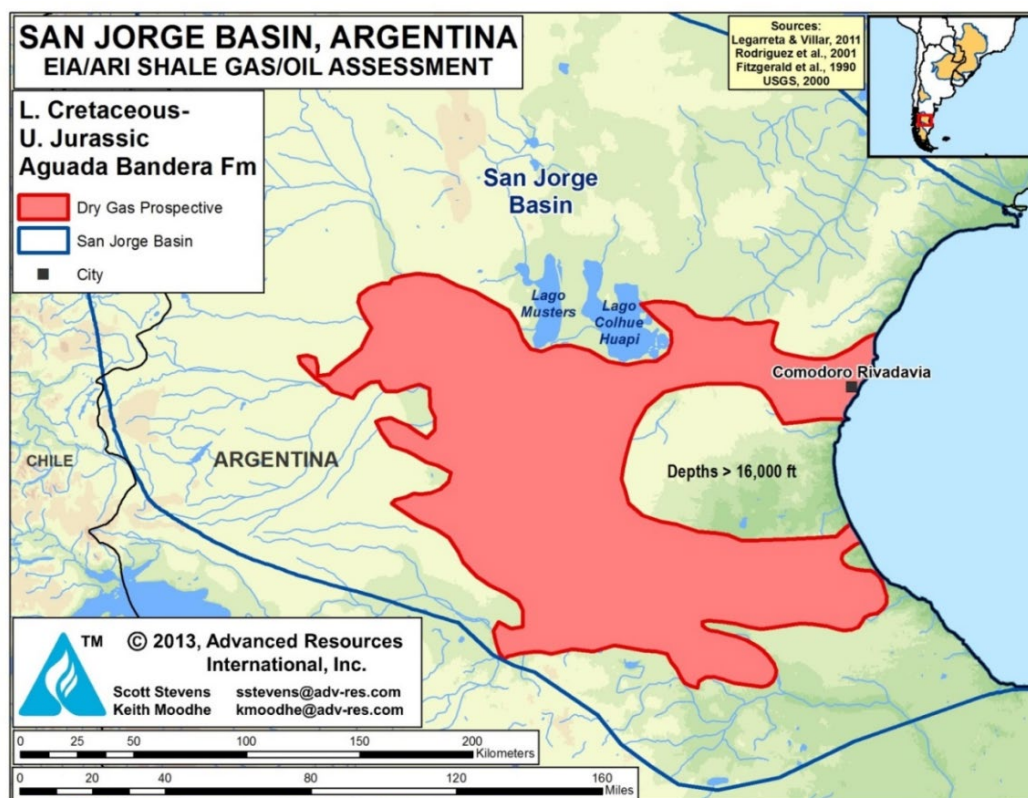 SAN JORGE BASIN, ARGENTINA
EIA/ARI SHALE GAS/OIL ASSESSMENT
Sources:
Legarreta & Villar, 2011
Rodriguez et al., 2001
Fitzgerald et al., 1990
USGS, 2000
L. Cretaceous-
U. Jurassic
Aguada Bandera Fm
Dry Gas Prospective
San Jorge Basin
City
San Jorge
Basin
Lago
Musters
Lago
Colhue
Huapi
Comodoro Rivadavia
CHILE
ARGENTINA
Depths > 16,000 ft
TM
© 2013, Advanced Resources
International, Inc.
Scott Stevens sstevens@adv-res.com
Keith Moodhe kmoodhe@adv-res.com
0 25 50 100 150 200
Kilometers
0 20 40 80 120 160
Miles